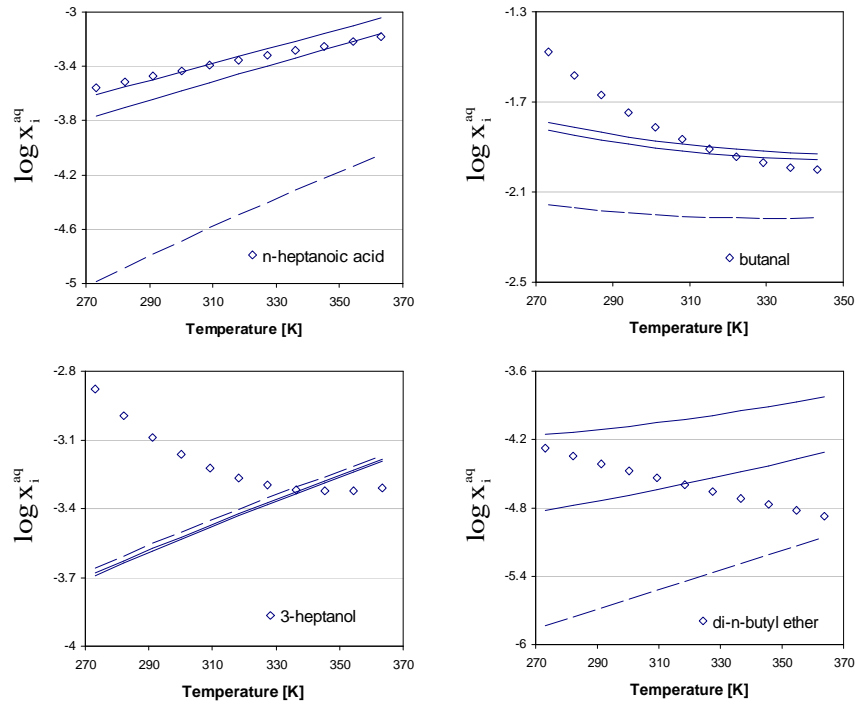 -3
-3.4
-3.8
-4.2
-4.6
-5
270 290 310 330 350 370
log x_i^aq
Temperature [K]
n-heptanoic acid
-1.3
-1.7
-2.1
-2.5
270 290 310 330 350
log x_i^aq
Temperature [K]
butanal
-2.8
-3.1
-3.4
-3.7
-4
270 290 310 330 350 370
log x_i^aq
Temperature [K]
3-heptanol
-3.6
-4.2
-4.8
-5.4
-6
270 290 310 330 350 370
log x_i^aq
Temperature [K]
di-n-butyl ether